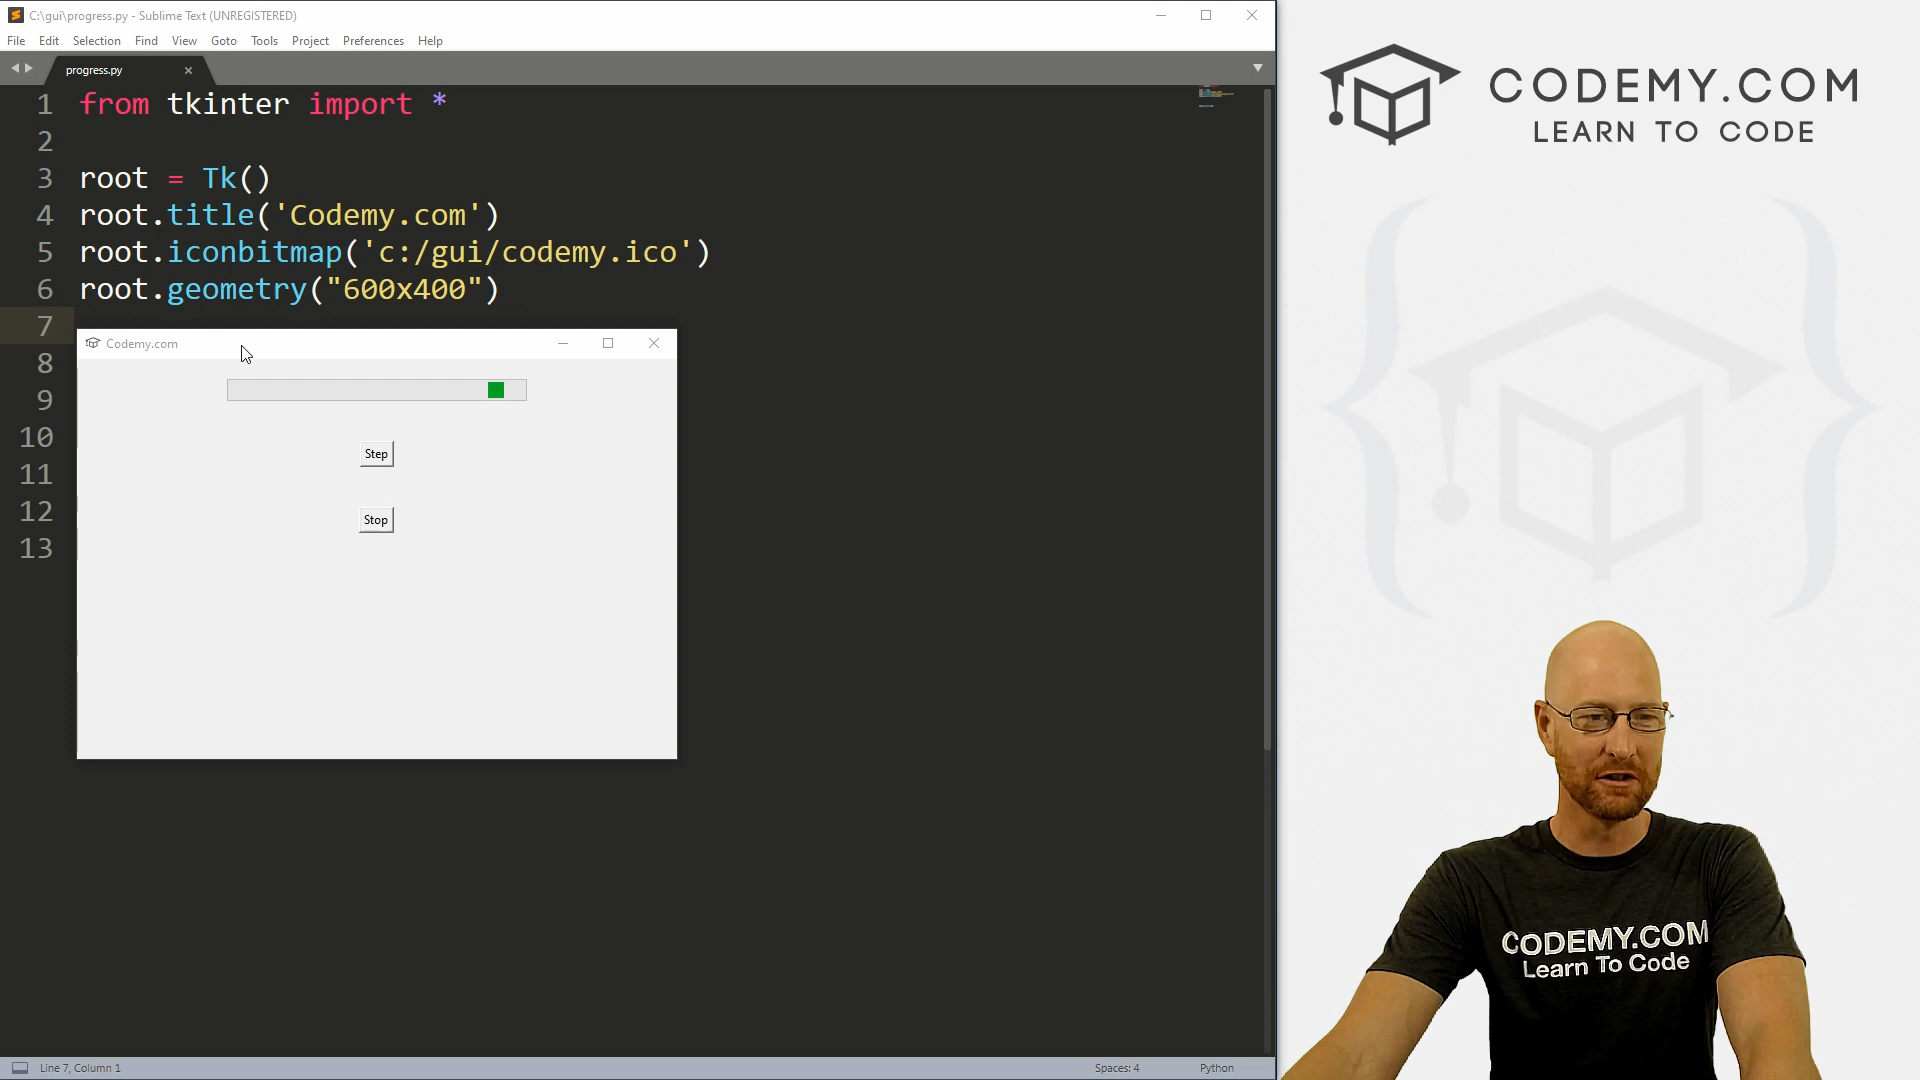 C:\gui\progress.py - Sublime Text (UNREGISTERED)
File Edit Selection Find View Goto Tools Project Preferences Help
progress.py
1 from tkinter import *
2
3 root = Tk()
4 root.title('Codemy.com')
5 root.iconbitmap('c:/gui/codemy.ico')
6 root.geometry("600x400")
7
8
9
10
11
12
13
Codemy.com
Step
Stop
Line 7, Column 1
Spaces: 4
Python
CODEMY.COM
LEARN TO CODE
CODEMY.COM
Learn To Code